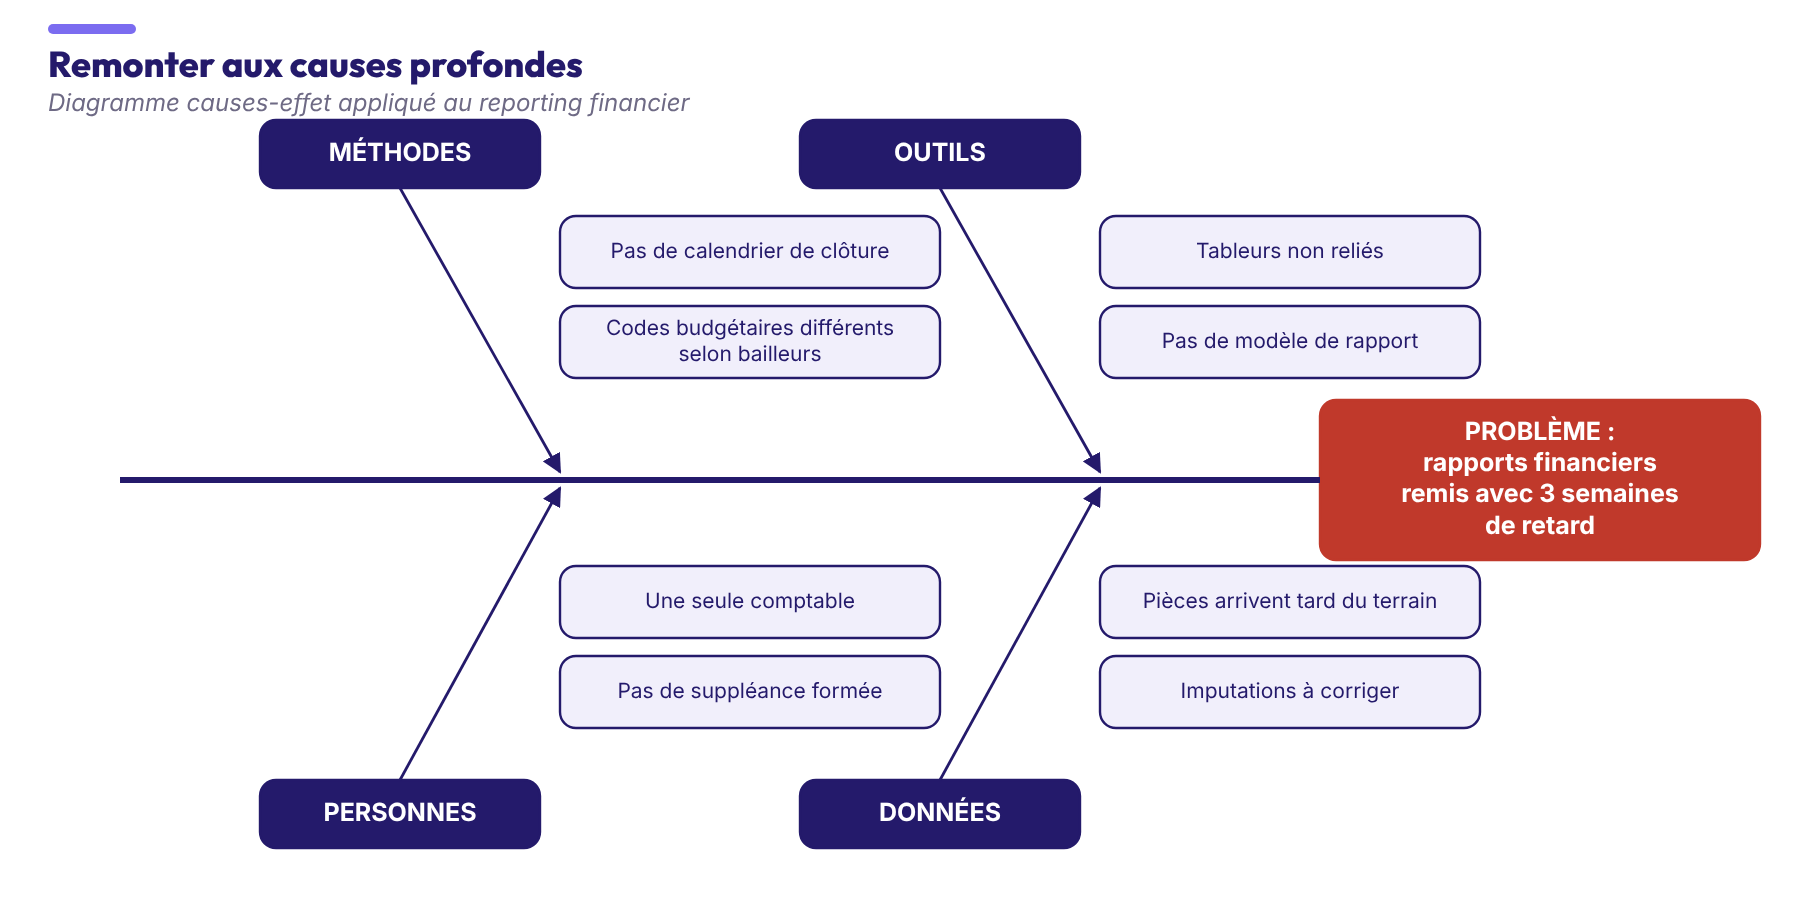 Remonter aux causes profondes
Diagramme causes-effet appliqué au reporting financier
MÉTHODES
OUTILS
Pas de calendrier de clôture
Tableurs non reliés
Codes budgétaires différents
selon bailleurs
Pas de modèle de rapport
PROBLÈME :
rapports financiers
remis avec 3 semaines
de retard
Une seule comptable
Pièces arrivent tard du terrain
Pas de suppléance formée
Imputations à corriger
PERSONNES
DONNÉES